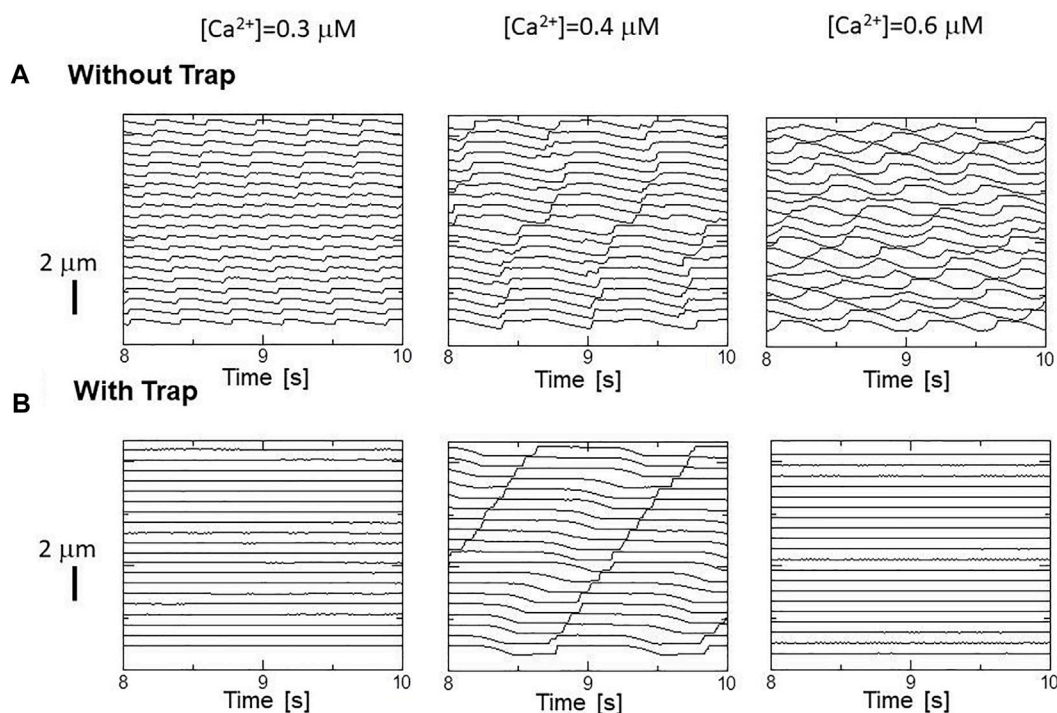 [Ca²⁺]=0.3 μM [Ca²⁺]=0.4 μM [Ca²⁺]=0.6 μM
A Without Trap
2 μm
8 9 10 8 9 10 8 9 10
Time [s] Time [s] Time [s]
B With Trap
2 μm
8 9 10 8 9 10 8 9 10
Time [s] Time [s] Time [s]